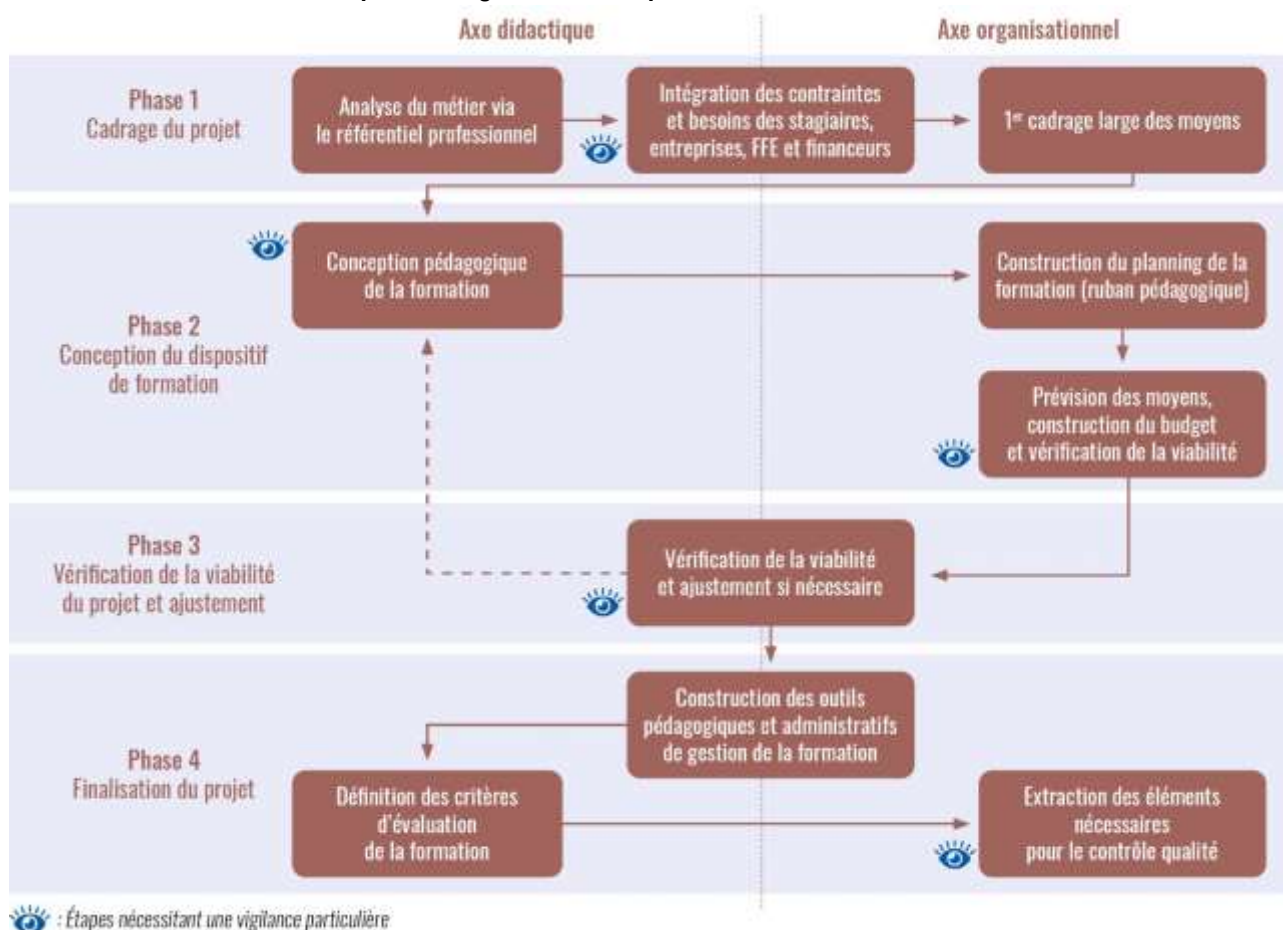 Axe didactique
Axe organisationnel
Phase 1
Cadrage du projet
Analyse du métier via
le référentiel professionnel
Intégration des contraintes
et besoins des stagiaires,
entreprises, FFE et financeurs
1er cadrage large des moyens
Phase 2
Conception du dispositif
de formation
Conception pédagogique
de la formation
Construction du planning de la
formation (ruban pédagogique)
Prévision des moyens,
construction du budget
et vérification de la viabilité
Phase 3
Vérification de la viabilité
du projet et ajustement
Vérification de la viabilité
et ajustement si nécessaire
Phase 4
Finalisation du projet
Construction des outils
pédagogiques et administratifs
de gestion de la formation
Définition des critères
d'évaluation
de la formation
Extraction des éléments
nécessaires
pour le contrôle qualité
: Étapes nécessitant une vigilance particulière